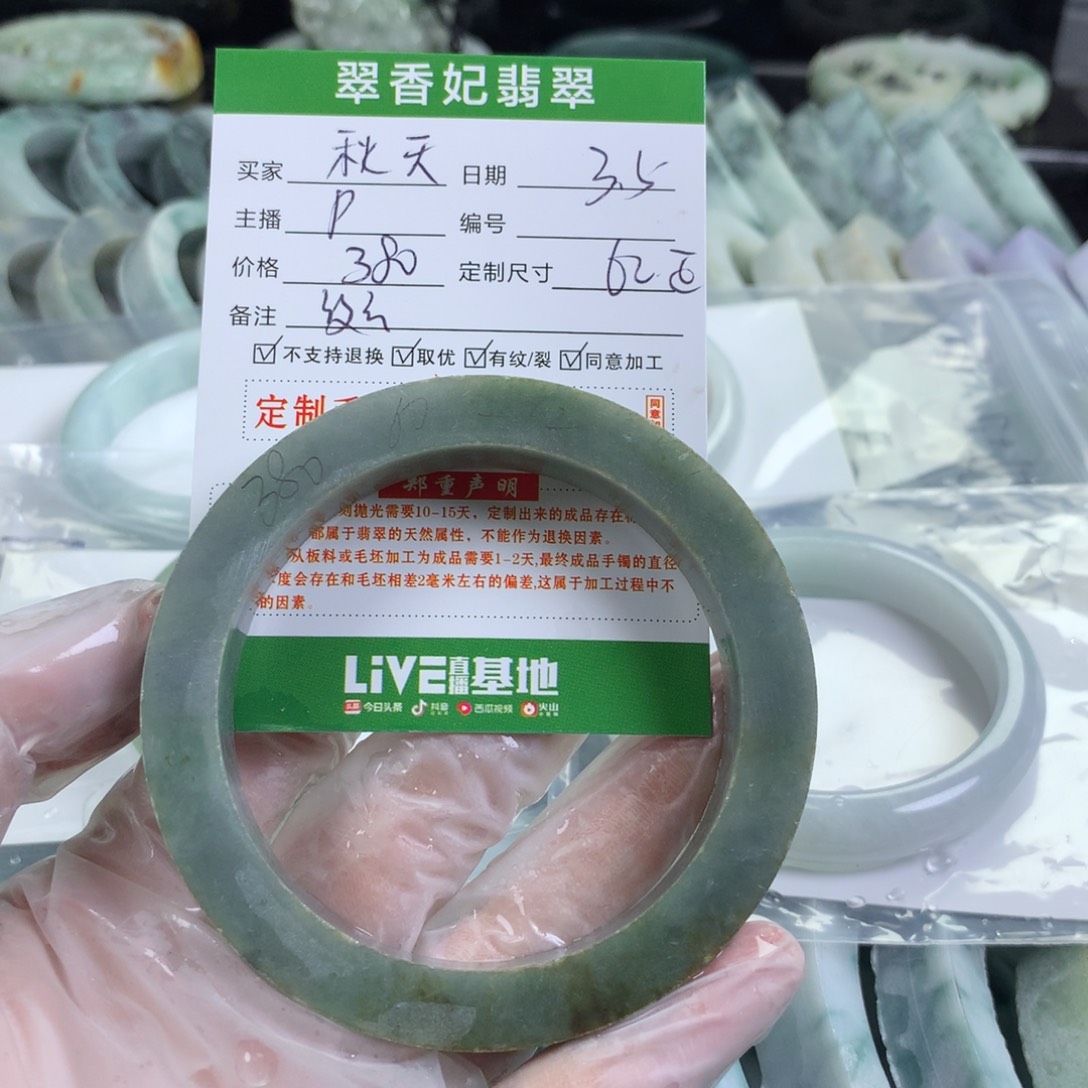 翠香妃翡翠
买家 秋天 日期 3.5
主播 P 编号
价格 380 定制尺寸 62.正
备注 纹
☑不支持退换 ☑取优 ☑有纹/裂 ☑同意加工
定制
同意
380
郑重声明
刻抛光需要10-15天，定制出来的成品存在
都属于翡翠的天然属性，不能作为退换因素。
从板料或毛坯加工为成品需要1-2天,最终成品手镯的直径
度会存在和毛坯相差2毫米左右的偏差,这属于加工过程中不
的因素。
LiVE直播基地
头条 今日头条 抖音 西瓜视频 火山